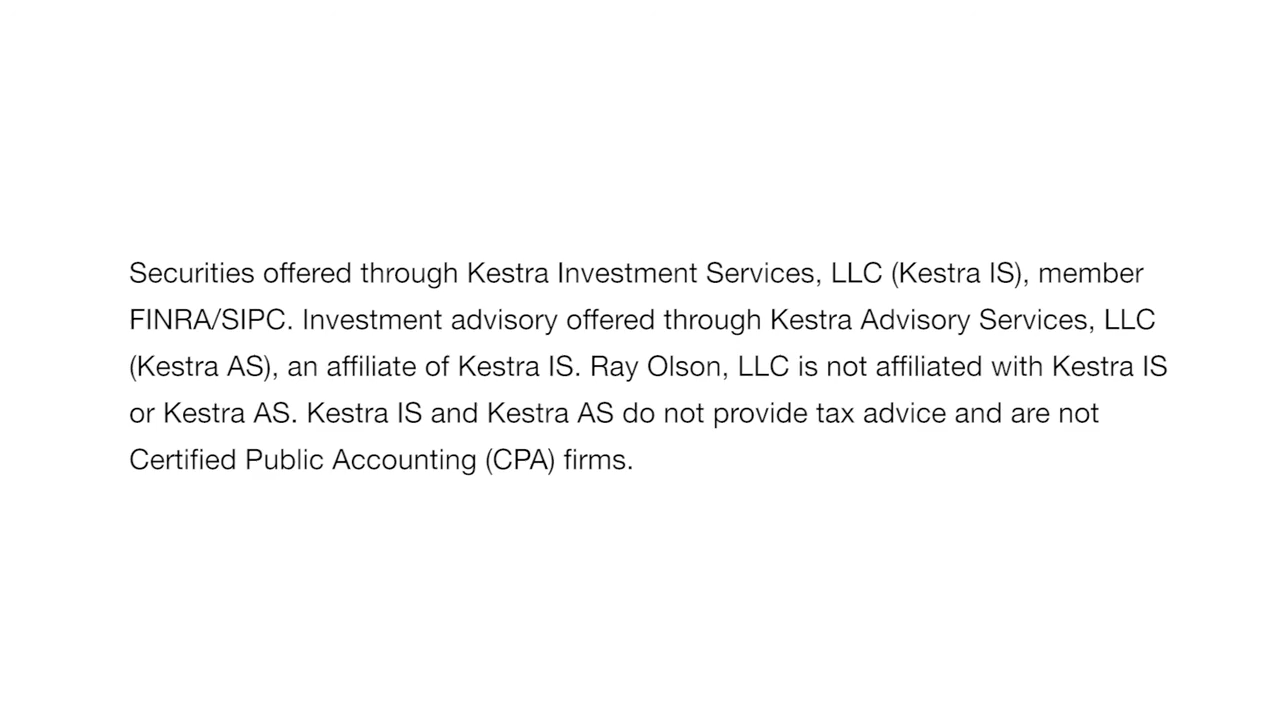 Securities offered through Kestra Investment Services, LLC (Kestra IS), member
FINRA/SIPC. Investment advisory offered through Kestra Advisory Services, LLC
(Kestra AS), an affiliate of Kestra IS. Ray Olson, LLC is not affiliated with Kestra IS
or Kestra AS. Kestra IS and Kestra AS do not provide tax advice and are not
Certified Public Accounting (CPA) firms.